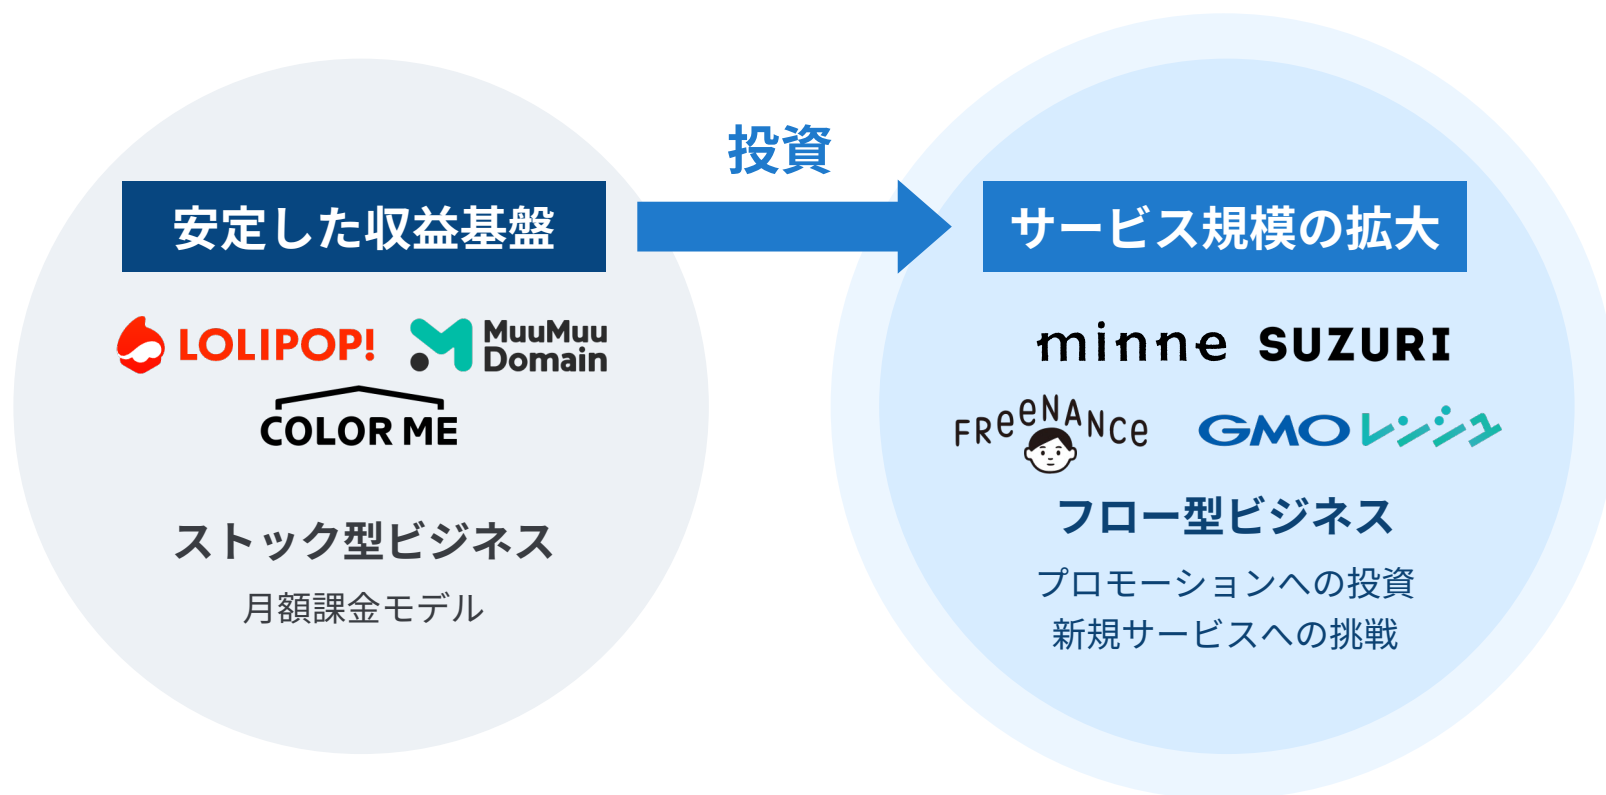 投資
安定した収益基盤
LOLIPOP!
MuuMuu
Domain
COLOR ME
ストック型ビジネス
月額課金モデル
サービス規模の拡大
minne
SUZURI
FReeNANCe
GMOレンシュ
フロー型ビジネス
プロモーションへの投資
新規サービスへの挑戦